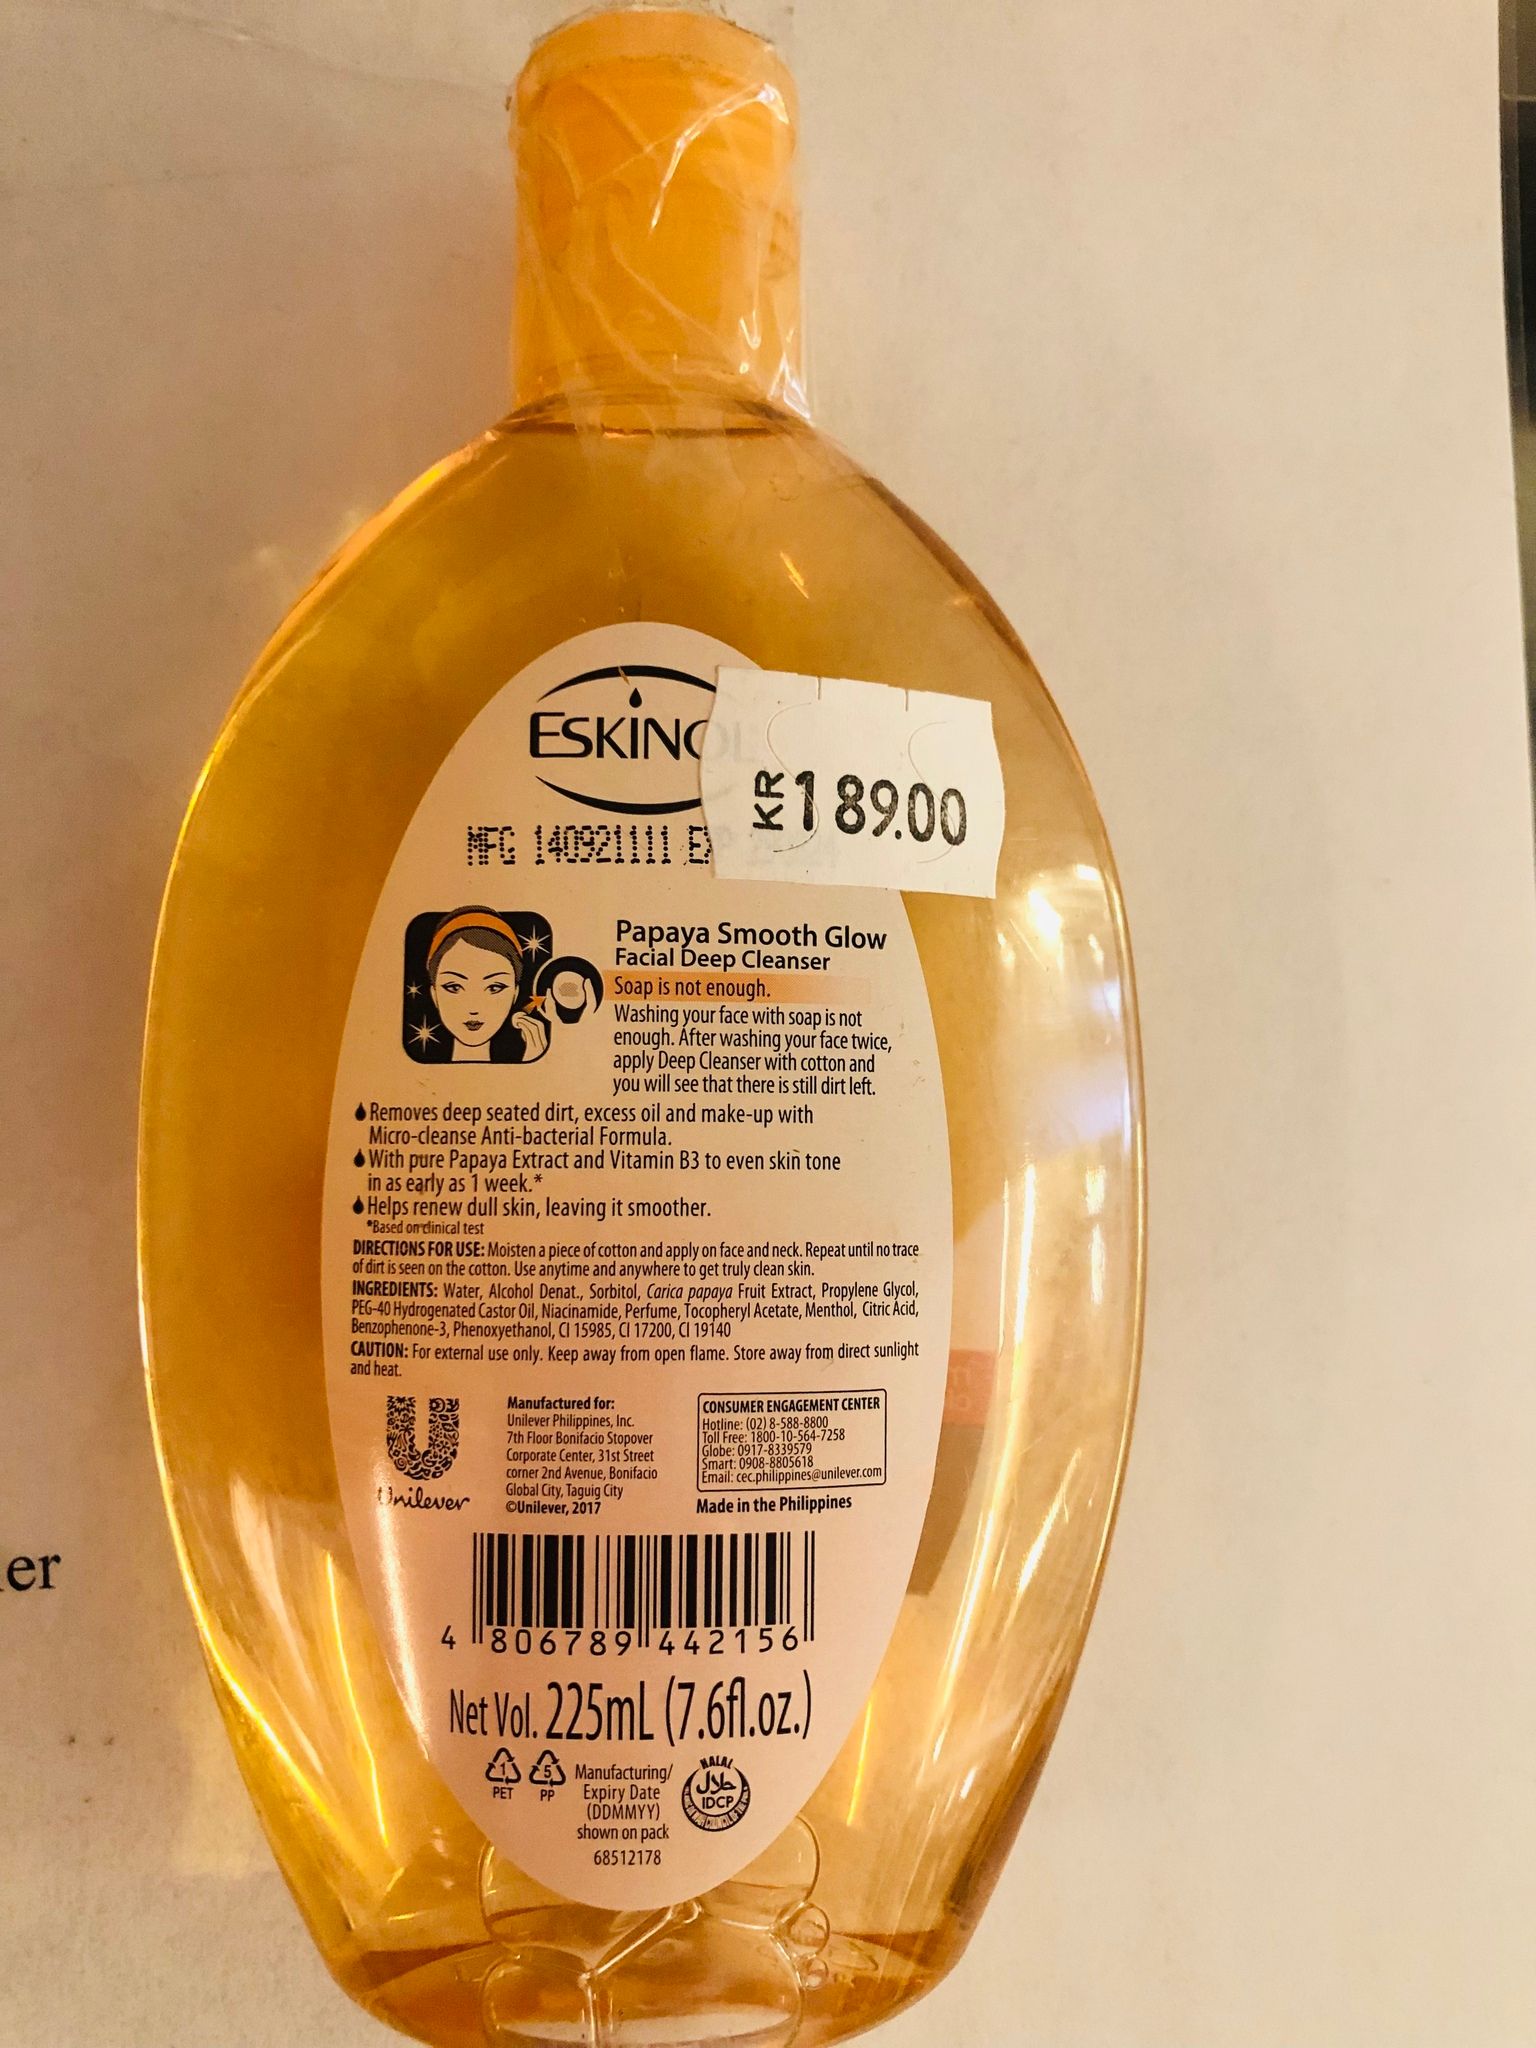 ESKINOL
KR 189.00
MFG 140921111 EXP
Papaya Smooth Glow
Facial Deep Cleanser
Soap is not enough.
Washing your face with soap is not
enough. After washing your face twice,
apply Deep Cleanser with cotton and
you will see that there is still dirt left.
Removes deep seated dirt, excess oil and make-up with
Micro-cleanse Anti-bacterial Formula.
With pure Papaya Extract and Vitamin B3 to even skin tone
in as early as 1 week.*
Helps renew dull skin, leaving it smoother.
*Based on clinical test
DIRECTIONS FOR USE: Moisten a piece of cotton and apply on face and neck. Repeat until no trace
of dirt is seen on the cotton. Use anytime and anywhere to get truly clean skin.
INGREDIENTS: Water, Alcohol Denat., Sorbitol, Carica papaya Fruit Extract, Propylene Glycol,
PEG-40 Hydrogenated Castor Oil, Niacinamide, Perfume, Tocopheryl Acetate, Menthol, Citric Acid,
Benzophenone-3, Phenoxyethanol, CI 15985, CI 17200, CI 19140
CAUTION: For external use only. Keep away from open flame. Store away from direct sunlight
and heat.
Unilever
Manufactured for:
Unilever Philippines, Inc.
7th Floor Bonifacio Stopover
Corporate Center, 31st Street
corner 2nd Avenue, Bonifacio
Global City, Taguig City
©Unilever, 2017
CONSUMER ENGAGEMENT CENTER
Hotline: (02) 8-588-8800
Toll Free: 1800-10-564-7258
Globe: 0917-8339579
Smart: 0908-8805618
Email: cec.philippines@unilever.com
Made in the Philippines
er
4 806789 442156
Net Vol. 225mL (7.6fl.oz.)
1 PET
5 PP
Manufacturing/
Expiry Date
(DDMMYY)
shown on pack
68512178
HALAL
حلال
IDCP